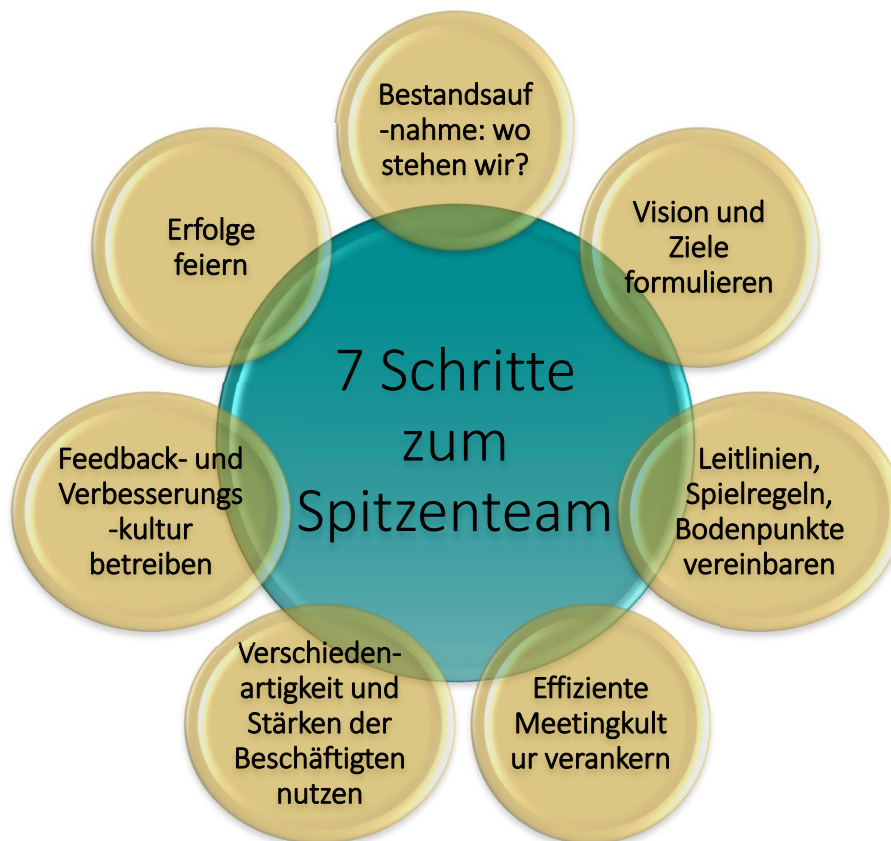 Bestandsauf
-nahme: wo
stehen wir?
Vision und
Ziele
formulieren
Leitlinien,
Spielregeln,
Bodenpunkte
vereinbaren
Effiziente
Meetingkult
ur verankern
Verschieden-
artigkeit und
Stärken der
Beschäftigten
nutzen
Feedback- und
Verbesserungs
-kultur
betreiben
Erfolge
feiern
7 Schritte
zum
Spitzenteam